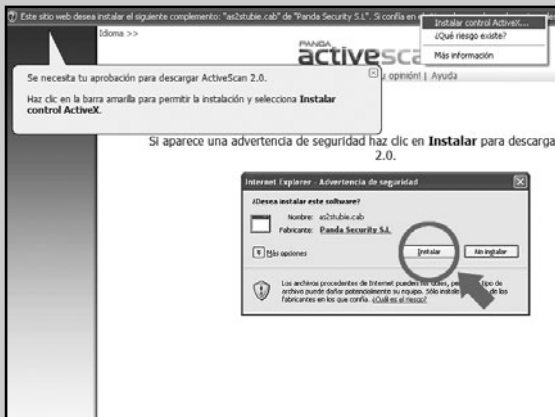 Este sitio web desea instalar el siguiente complemento: "as2stubie.cab" de "Panda Security S.L". Si confía en
Instalar control ActiveX...
¿Qué riesgo existe?
Más información
Idioma >>
PANDA
activesca
u opinión! | Ayuda
Se necesita tu aprobación para descargar ActiveScan 2.0.
Haz clic en la barra amarilla para permitir la instalación y selecciona Instalar
control ActiveX.
Si aparece una advertencia de seguridad haz clic en Instalar para descarga
2.0.
Internet Explorer - Advertencia de seguridad
¿Desea instalar este software?
Nombre: as2stubie.cab
Fabricante: Panda Security S.L
Más opciones
Instalar
No instalar
Los archivos procedentes de Internet pueden ser útiles, pe tipo de
archivo puede dañar potencialmente su equipo. Sólo instale de los
fabricantes en los que confía. ¿Cuál es el riesgo?